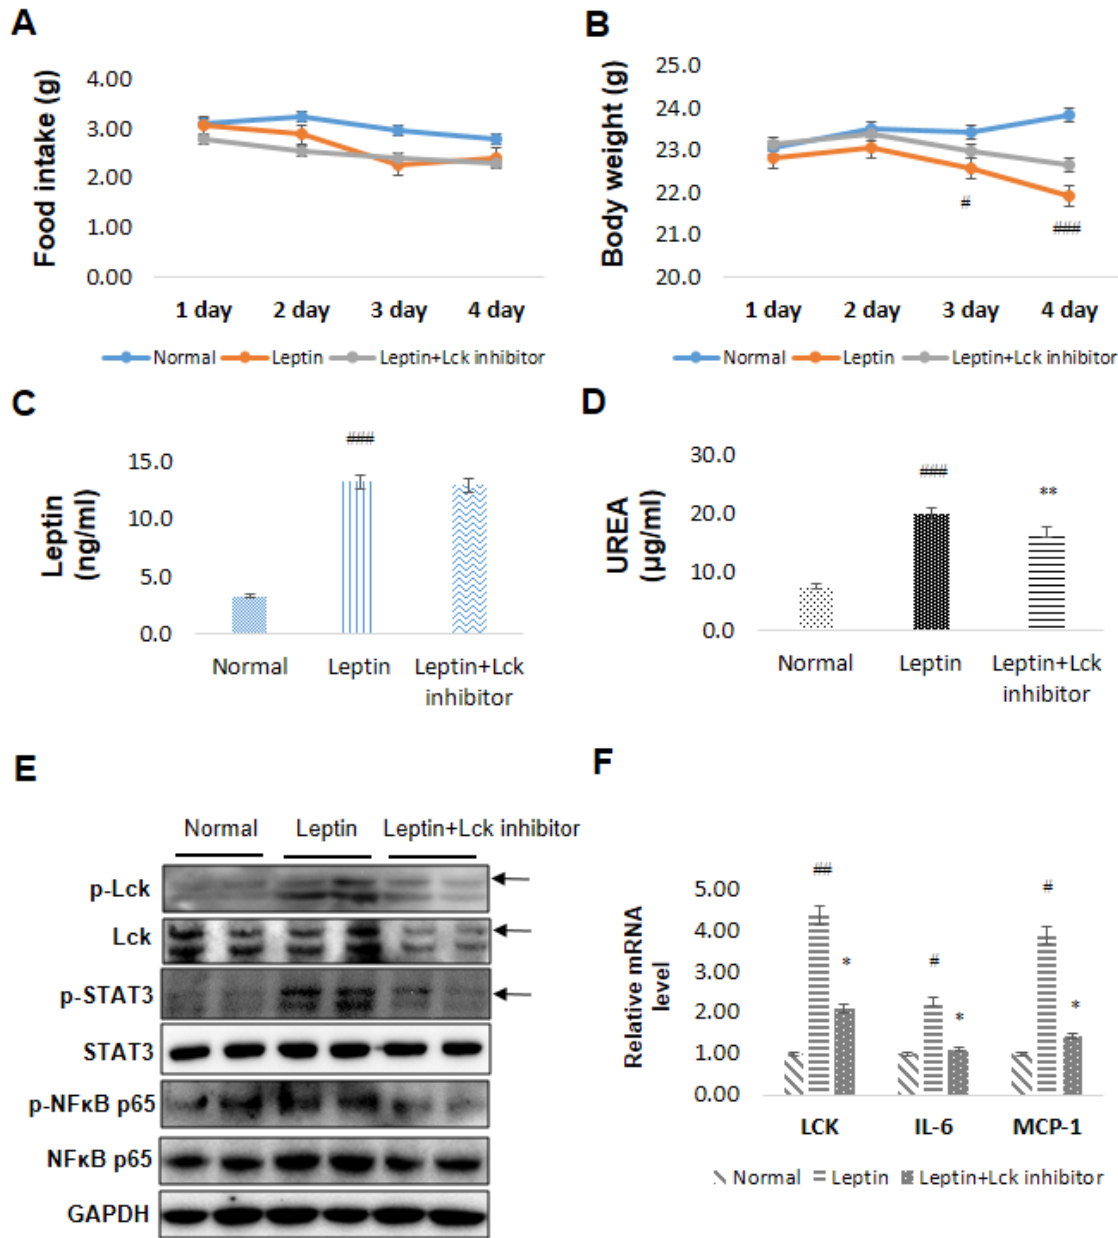 A
Food intake (g)
4.00
3.00
2.00
1.00
0.00
1 day 2 day 3 day 4 day
Normal Leptin Leptin+Lck inhibitor
B
Body weight (g)
25.0
24.0
23.0
22.0
21.0
20.0
#
###
1 day 2 day 3 day 4 day
Normal Leptin Leptin+Lck inhibitor
C
Leptin
(ng/ml)
15.0
10.0
5.0
0.0
###
Normal Leptin Leptin+Lck
inhibitor
D
UREA
(µg/ml)
30.0
20.0
10.0
0.0
###
**
Normal Leptin Leptin+Lck
inhibitor
E
Normal Leptin Leptin+Lck inhibitor
p-Lck
Lck
p-STAT3
STAT3
p-NFκB p65
NFκB p65
GAPDH
F
Relative mRNA
level
5.00
4.00
3.00
2.00
1.00
0.00
##
*
#
*
#
*
LCK IL-6 MCP-1
Normal Leptin Leptin+Lck inhibitor